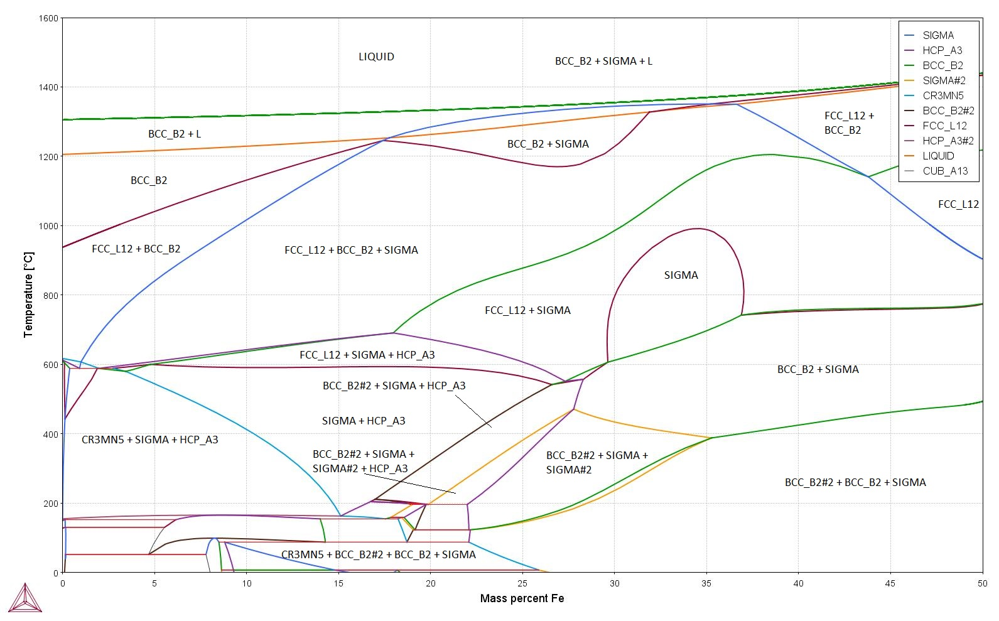 1600
1400
1200
1000
800
600
400
200
0
Temperature [°C]
0
5
10
15
20
25
30
35
40
45
50
Mass percent Fe
LIQUID
BCC_B2 + SIGMA + L
SIGMA
HCP_A3
BCC_B2
SIGMA#2
CR3MN5
BCC_B2#2
FCC_L12
HCP_A3#2
LIQUID
CUB_A13
BCC_B2 + L
BCC_B2 + SIGMA
FCC_L12 +
BCC_B2
BCC_B2
FCC_L12
FCC_L12 + BCC_B2
FCC_L12 + BCC_B2 + SIGMA
SIGMA
FCC_L12 + SIGMA
FCC_L12 + SIGMA + HCP_A3
BCC_B2 + SIGMA
BCC_B2#2 + SIGMA + HCP_A3
SIGMA + HCP_A3
CR3MN5 + SIGMA + HCP_A3
BCC_B2#2 + SIGMA +
SIGMA#2 + HCP_A3
BCC_B2#2 + SIGMA +
SIGMA#2
BCC_B2#2 + BCC_B2 + SIGMA
CR3MN5 + BCC_B2#2 + BCC_B2 + SIGMA